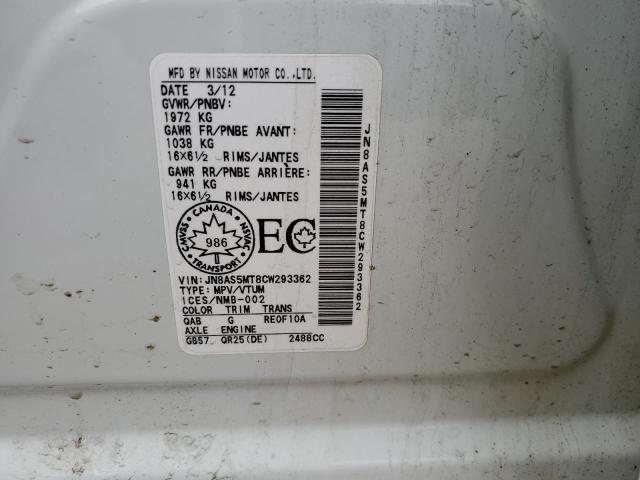 MFD BY NISSAN MOTOR CO.,LTD.
DATE 3/12
GVWR/PNBV:
1972 KG
GAWR FR/PNBE AVANT:
1038 KG
16X6½ RIMS/JANTES
GAWR RR/PNBE ARRIÈRE:
941 KG
16X6½ RIMS/JANTES
CANADA
CMVSS
986
NSVAC
TRANSPORT
EC
VIN: JN8AS5MT8CW293362
TYPE: MPV/VTUM
ICES/NMB-002
COLOR TRIM TRANS
QAB G RE0F10A
AXLE ENGINE
GB57 QR25(DE) 2488CC
JN8AS5MT8CW293362